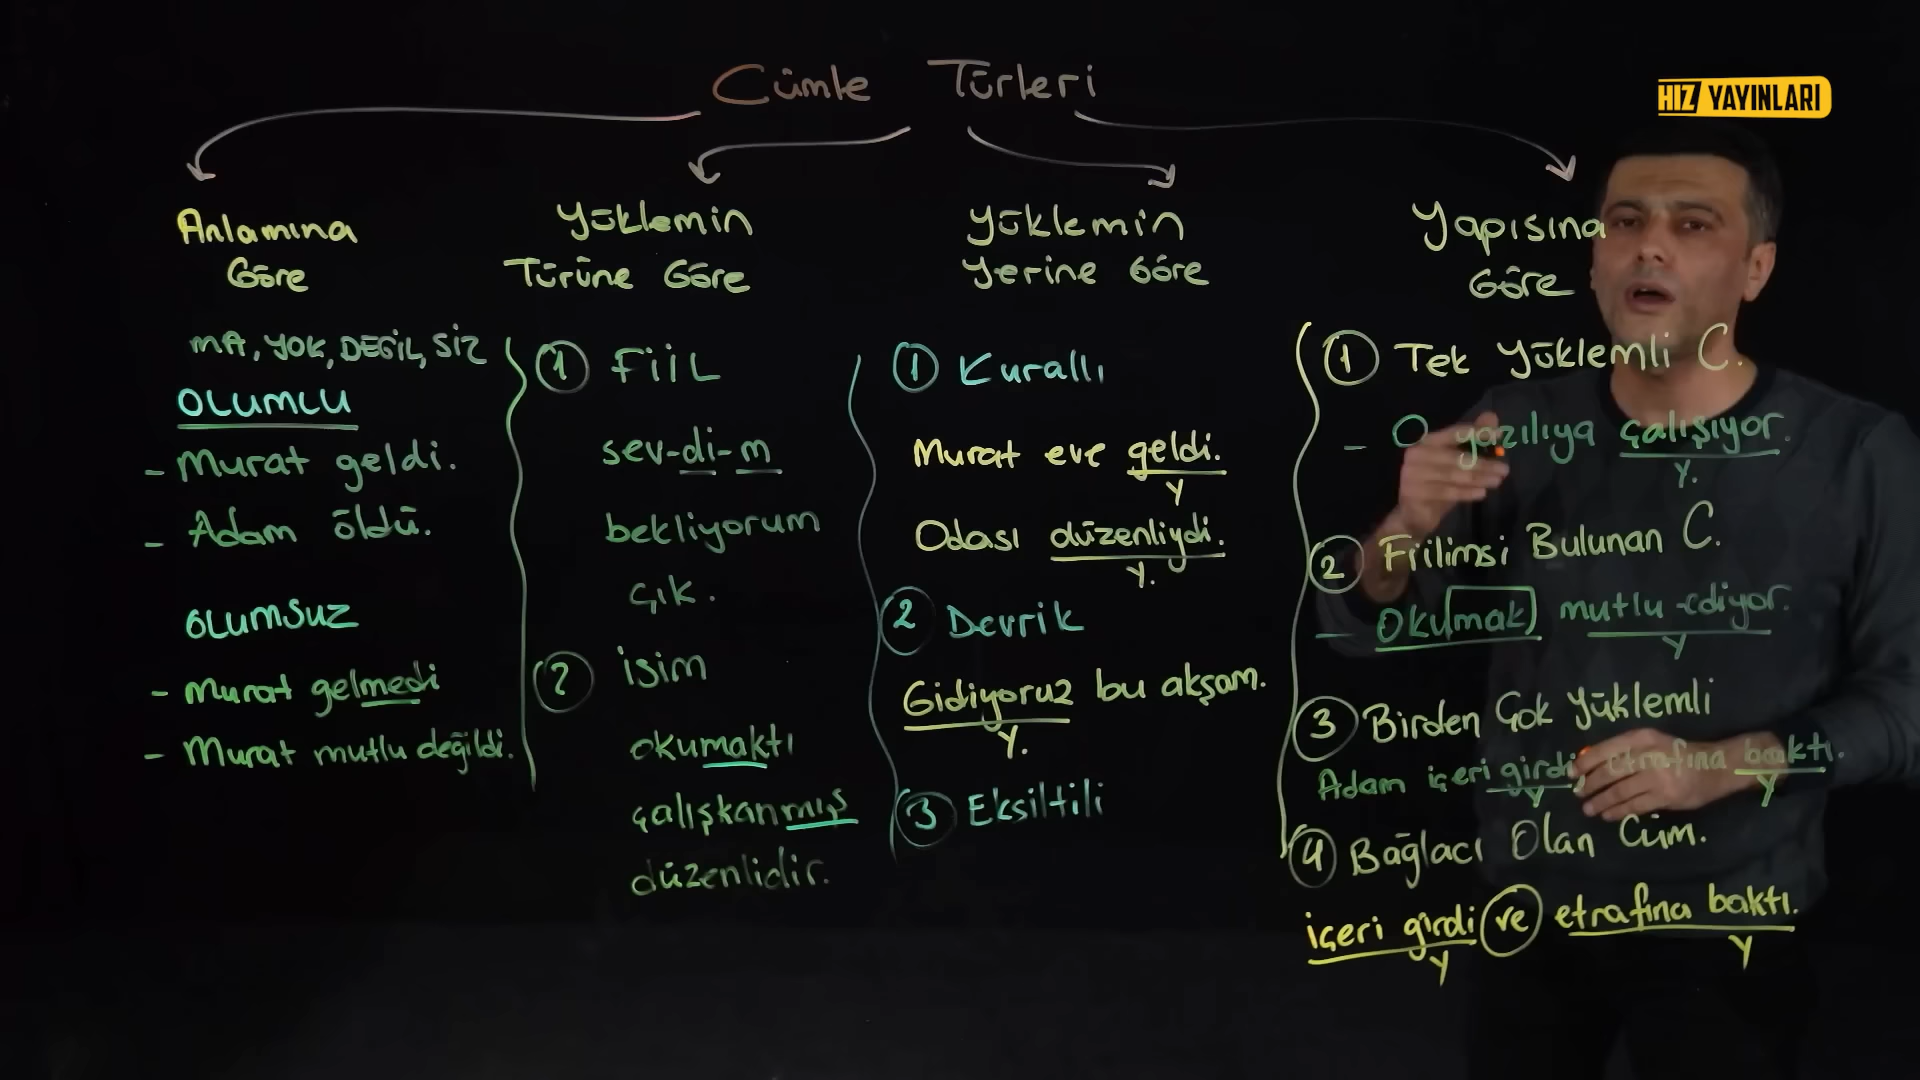 Cümle Türleri
HIZ YAYINLARI
Anlamına
Göre
MA, YOK, DEĞİL, SİZ
OLUMLU
- Murat geldi.
- Adam öldü.
OLUMSUZ
- Murat gelmedi
- Murat mutlu değildi.
Yüklemin
Türüne Göre
1 FİİL
sev-di-m
bekliyorum
çık.
2 isim
okumaktı
çalışkanmış
düzenlidir.
Yüklemin
Yerine Göre
1 Kurallı
Murat eve geldi.
Y
Odası düzenliydi.
Y.
2 Devrik
Gidiyoruz bu akşam.
Y.
3 Eksiltili
Yapısına
Göre
1 Tek Yüklemli C.
- O yazılıya çalışıyor.
Y.
2 Fiilimsi Bulunan C.
- Okumak mutlu ediyor.
Y
3 Birden Çok Yüklemli
Adam içeri girdi, etrafına baktı.
Y Y
4 Bağlacı Olan Cüm.
içeri girdi ve etrafına baktı.
Y Y